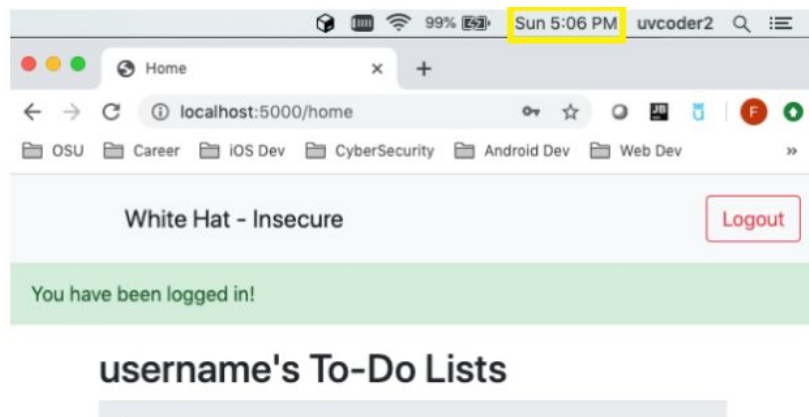 99% Sun 5:06 PM uvcoder2
Home
localhost:5000/home
OSU Career iOS Dev CyberSecurity Android Dev Web Dev »
White Hat - Insecure Logout
You have been logged in!
username's To-Do Lists